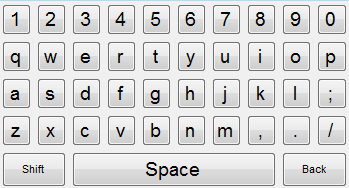 1 2 3 4 5 6 7 8 9 0
q w e r t y u i o p
a s d f g h j k l ;
z x c v b n m , . /
Shift Space Back